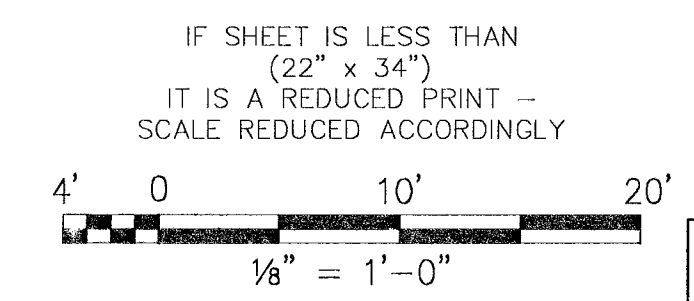 IF SHEET IS LESS THAN
(22" x 34")
IT IS A REDUCED PRINT –
SCALE REDUCED ACCORDINGLY
4' 0 10' 20'
⅛" = 1'-0"